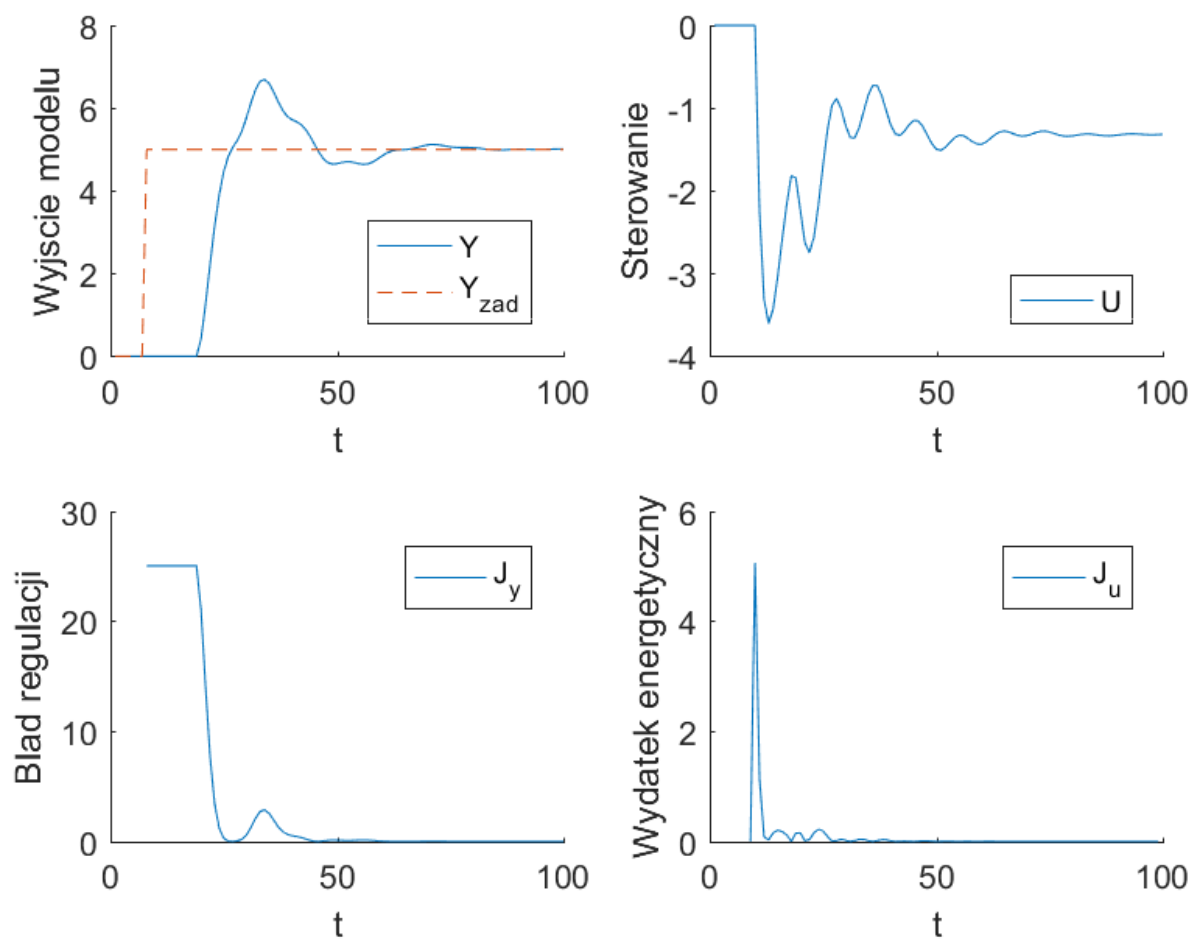 Wyjscie modelu
8
6
4
2
0
0
50
100
t
Y
Y_zad
Sterowanie
0
-1
-2
-3
-4
0
50
100
t
U
Blad regulacji
30
20
10
0
0
50
100
t
J_y
Wydatek energetyczny
6
4
2
0
0
50
100
t
J_u